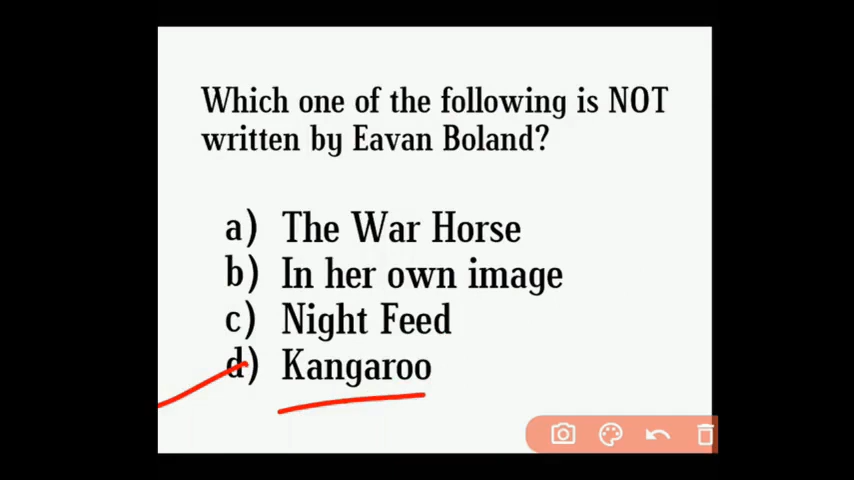 Which one of the following is NOT
written by Eavan Boland?
a) The War Horse
b) In her own image
c) Night Feed
d) Kangaroo